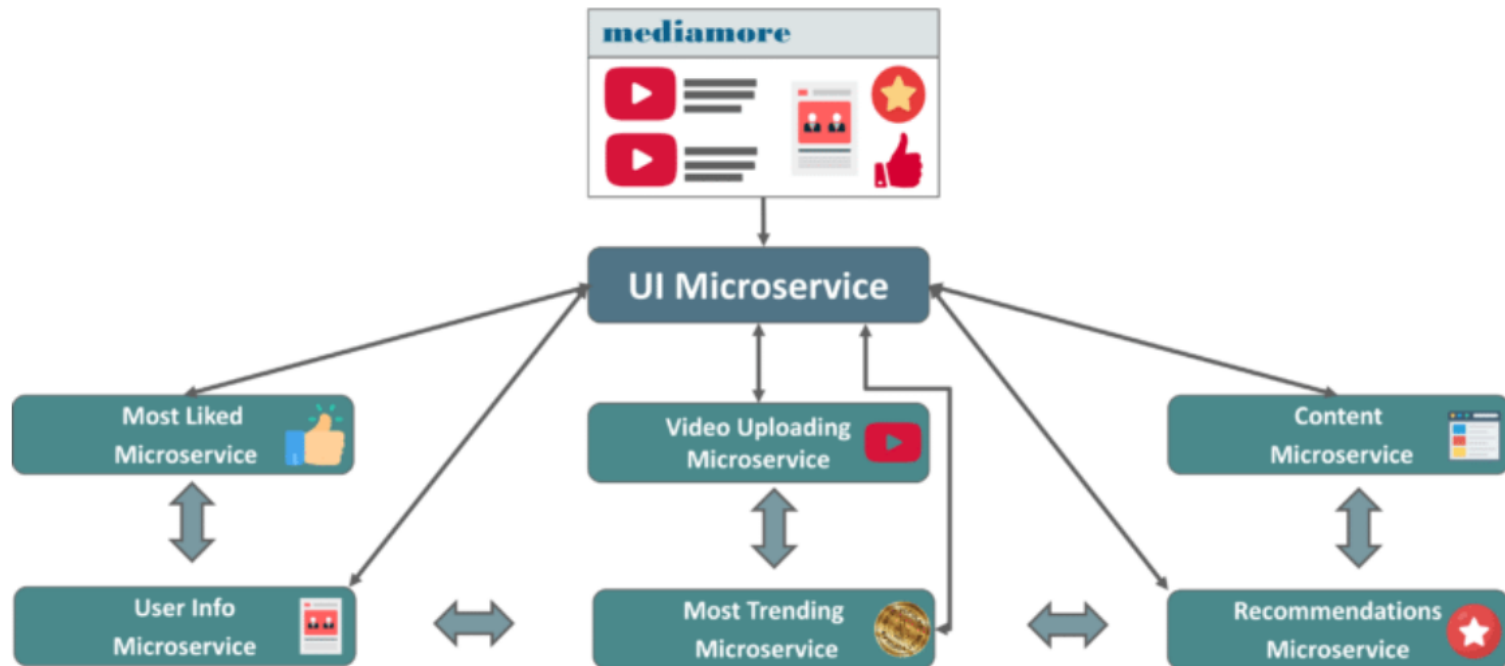 mediamore
UI Microservice
Most Liked
Microservice
Video Uploading
Microservice
Content
Microservice
User Info
Microservice
Most Trending
Microservice
Recommendations
Microservice